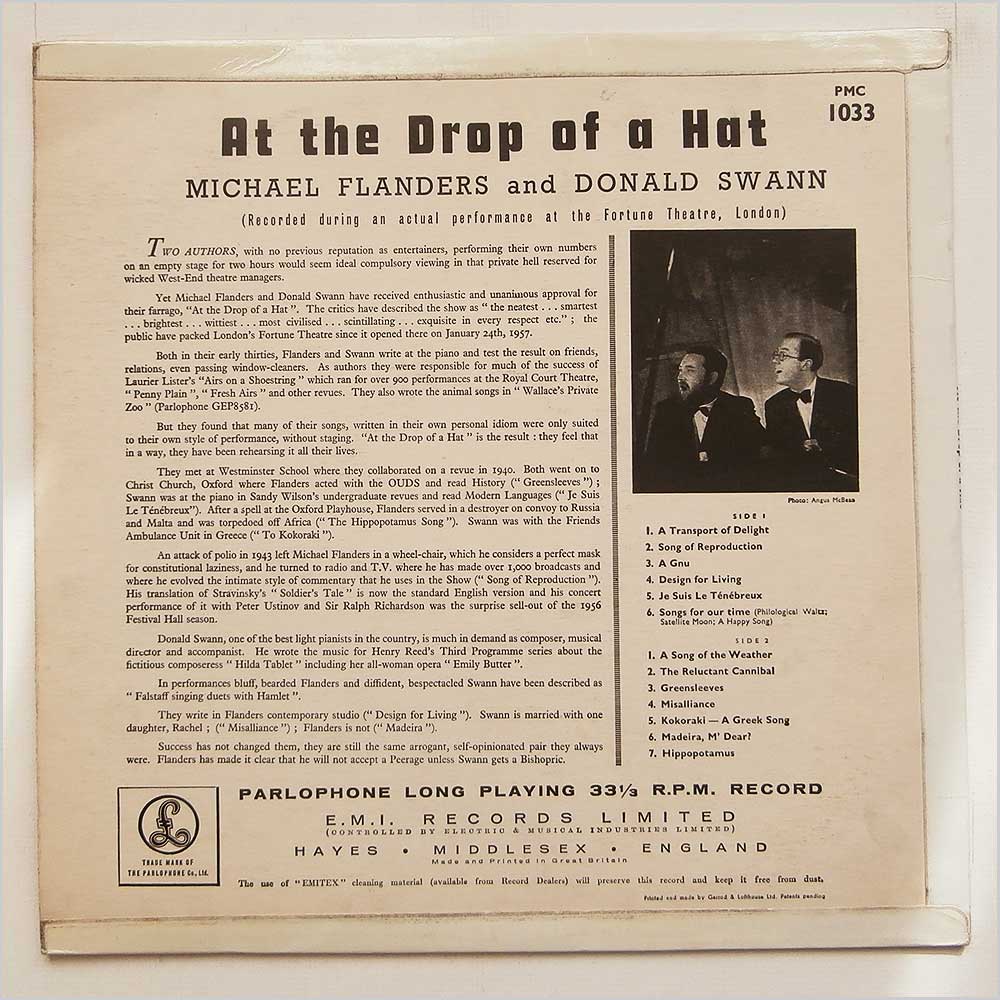 PMC
1033
At the Drop of a Hat
MICHAEL FLANDERS and DONALD SWANN
(Recorded during an actual performance at the Fortune Theatre, London)
TWO AUTHORS, with no previous reputation as entertainers, performing their own numbers
on an empty stage for two hours would seem ideal compulsory viewing in that private hell reserved for
wicked West-End theatre managers.
Yet Michael Flanders and Donald Swann have received enthusiastic and unanimous approval for
their farrago, “At the Drop of a Hat ”. The critics have described the show as “ the neatest . . . smartest
. . . brightest . . . wittiest . . . most civilised . . . scintillating . . . exquisite in every respect etc.” ; the
public have packed London’s Fortune Theatre since it opened there on January 24th, 1957.
Both in their early thirties, Flanders and Swann write at the piano and test the result on friends,
relations, even passing window-cleaners. As authors they were responsible for much of the success of
Laurier Lister’s “Airs on a Shoestring ” which ran for over 900 performances at the Royal Court Theatre,
“ Penny Plain ”, “ Fresh Airs ” and other revues. They also wrote the animal songs in “ Wallace’s Private
Zoo ” (Parlophone GEP8581).
But they found that many of their songs, written in their own personal idiom were only suited
to their own style of performance, without staging. “At the Drop of a Hat ” is the result : they feel that
in a way, they have been rehearsing it all their lives.
They met at Westminster School where they collaborated on a revue in 1940. Both went on to
Christ Church, Oxford where Flanders acted with the OUDS and read History (“ Greensleeves ”) ;
Swann was at the piano in Sandy Wilson’s undergraduate revues and read Modern Languages (“ Je Suis
Le Ténébreux”). After a spell at the Oxford Playhouse, Flanders served in a destroyer on convoy to Russia
and Malta and was torpedoed off Africa (“ The Hippopotamus Song ”). Swann was with the Friends
Ambulance Unit in Greece (“ To Kokoraki ”).
An attack of polio in 1943 left Michael Flanders in a wheel-chair, which he considers a perfect mask
for constitutional laziness, and he turned to radio and T.V. where he has made over 1,000 broadcasts and
where he evolved the intimate style of commentary that he uses in the Show (“ Song of Reproduction ”).
His translation of Stravinsky’s “ Soldier’s Tale ” is now the standard English version and his concert
performance of it with Peter Ustinov and Sir Ralph Richardson was the surprise sell-out of the 1956
Festival Hall season.
Donald Swann, one of the best light pianists in the country, is much in demand as composer, musical
director and accompanist. He wrote the music for Henry Reed’s Third Programme series about the
fictitious composeress “ Hilda Tablet ” including her all-woman opera “ Emily Butter ”.
In performances bluff, bearded Flanders and diffident, bespectacled Swann have been described as
“ Falstaff singing duets with Hamlet ”.
They write in Flanders contemporary studio (“ Design for Living ”). Swann is married with one
daughter, Rachel ; (“ Misalliance ”) ; Flanders is not (“ Madeira ”).
Success has not changed them, they are still the same arrogant, self-opinionated pair they always
were. Flanders has made it clear that he will not accept a Peerage unless Swann gets a Bishopric.
Photo: Angus McBean
SIDE 1
1. A Transport of Delight
2. Song of Reproduction
3. A Gnu
4. Design for Living
5. Je Suis Le Ténébreux
6. Songs for our time (Philological Waltz;
Satellite Moon; A Happy Song)
SIDE 2
1. A Song of the Weather
2. The Reluctant Cannibal
3. Greensleeves
4. Misalliance
5. Kokoraki — A Greek Song
6. Madeira, M’ Dear?
7. Hippopotamus
£
TRADE MARK OF
THE PARLOPHONE Co., Ltd.
PARLOPHONE LONG PLAYING 33⅓ R.P.M. RECORD
E.M.I. RECORDS LIMITED
(CONTROLLED BY ELECTRIC & MUSICAL INDUSTRIES LIMITED)
HAYES • MIDDLESEX • ENGLAND
Made and Printed in Great Britain
The use of "EMITEX" cleaning material (available from Record Dealers) will preserve this record and keep it free from dust.
Printed and made by Garrod & Lofthouse Ltd. Patents pending